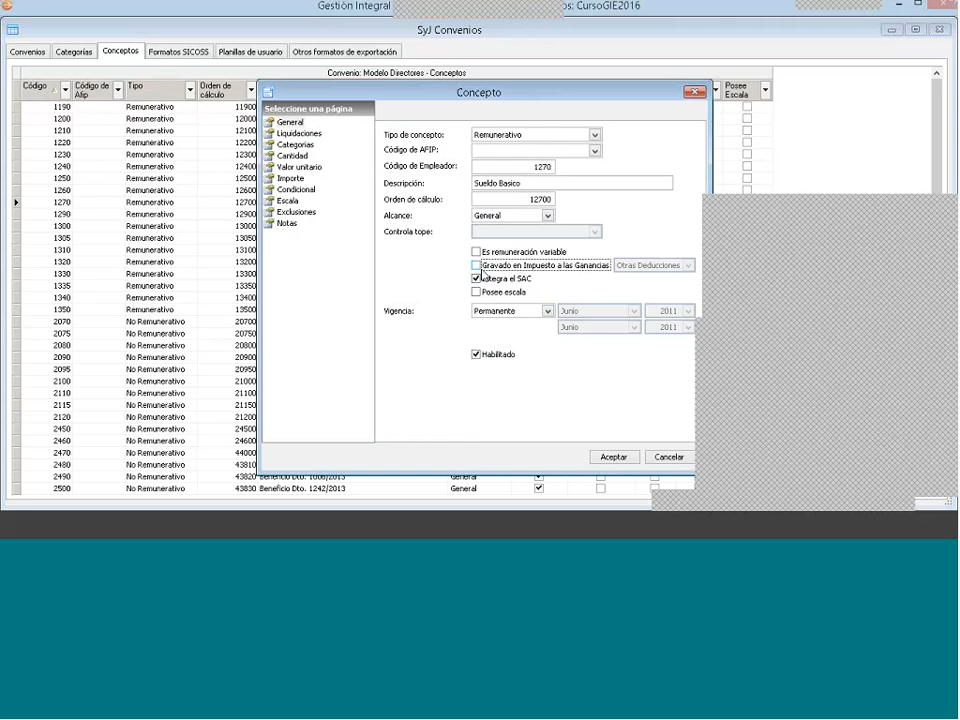 Gestión Integral
os: CursoGIE2016
SyJ Convenios
Convenios Categorías Conceptos Formatos SICOSS Planillas de usuario Otros formatos de exportación
Convenio: Modelo Directores - Conceptos
Código Código de Afip Tipo Orden de cálculo Posee Escala
1190 Remunerativo 11900
1200 Remunerativo 12000
1210 Remunerativo 12100
1220 Remunerativo 12200
1230 Remunerativo 12300
1240 Remunerativo 12400
1250 Remunerativo 12500
1260 Remunerativo 12600
1270 Remunerativo 12700
1290 Remunerativo 12900
1300 Remunerativo 13000
1305 Remunerativo 13050
1310 Remunerativo 13100
1320 Remunerativo 13200
1330 Remunerativo 13300
1335 Remunerativo 13350
1340 Remunerativo 13400
1350 Remunerativo 13500
2070 No Remunerativo 20700
2075 No Remunerativo 20750
2080 No Remunerativo 20800
2090 No Remunerativo 20900
2095 No Remunerativo 20950
2100 No Remunerativo 21000
2110 No Remunerativo 21100
2115 No Remunerativo 21150
2120 No Remunerativo 21200
2450 No Remunerativo 24500
2460 No Remunerativo 24600
2470 No Remunerativo 44000
2480 No Remunerativo 43810
2490 No Remunerativo 43820 Beneficio Dto. 1006/2013 General
2500 No Remunerativo 43830 Beneficio Dto. 1242/2013 General
Concepto
Seleccione una página
General
Liquidaciones
Categorías
Cantidad
Valor unitario
Importe
Condicional
Escala
Exclusiones
Notas
Tipo de concepto: Remunerativo
Código de AFIP:
Código de Empleador: 1270
Descripción: Sueldo Basico
Orden de cálculo: 12700
Alcance: General
Controla tope:
Es remuneración variable
Gravado en Impuesto a las Ganancias Otras Deducciones
Integra el SAC
Posee escala
Vigencia: Permanente Junio 2011
Junio 2011
Habilitado
Aceptar Cancelar